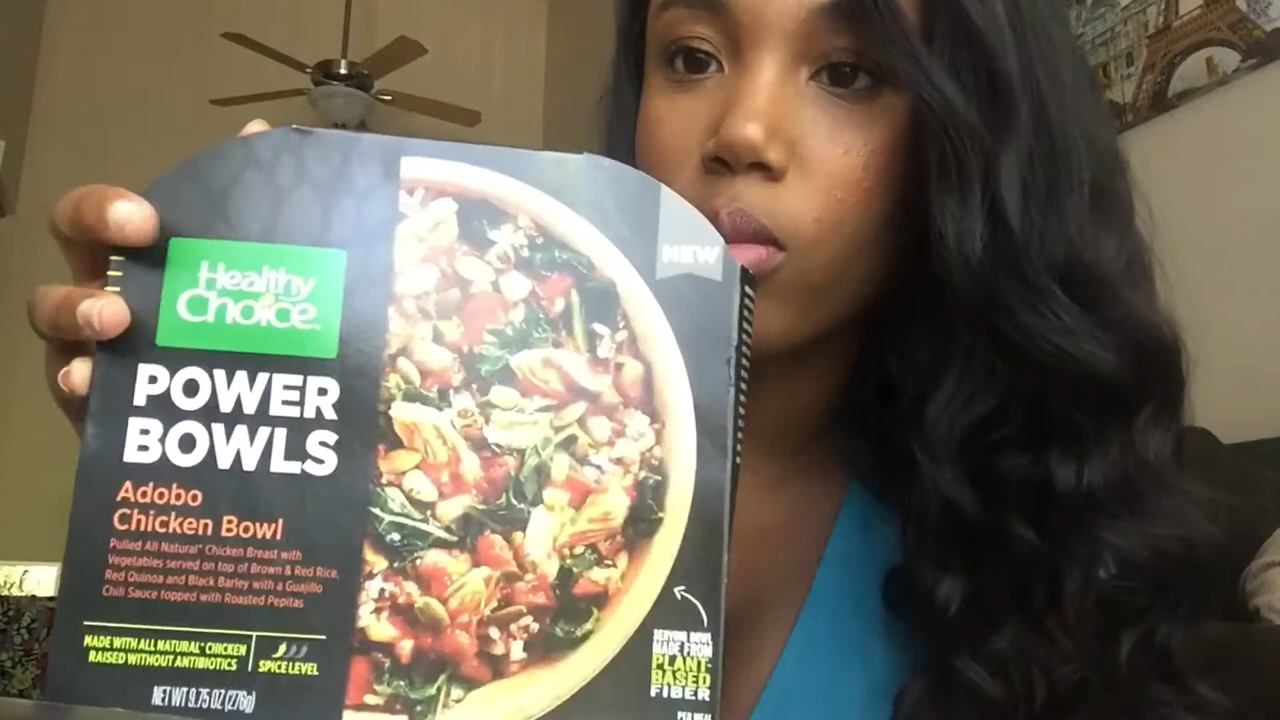 NEW
Healthy
Choice
POWER
BOWLS
Adobo
Chicken Bowl
Pulled All Natural* Chicken Breast with
Vegetables served on top of Brown & Red Rice,
Red Quinoa and Black Barley with a Guajillo
Chili Sauce topped with Roasted Pepitas
MADE WITH ALL NATURAL* CHICKEN
RAISED WITHOUT ANTIBIOTICS
SPICE LEVEL
NET WT 9.75 OZ (276g)
SERVING BOWL
MADE FROM
PLANT-
BASED
FIBER
PER MEAL